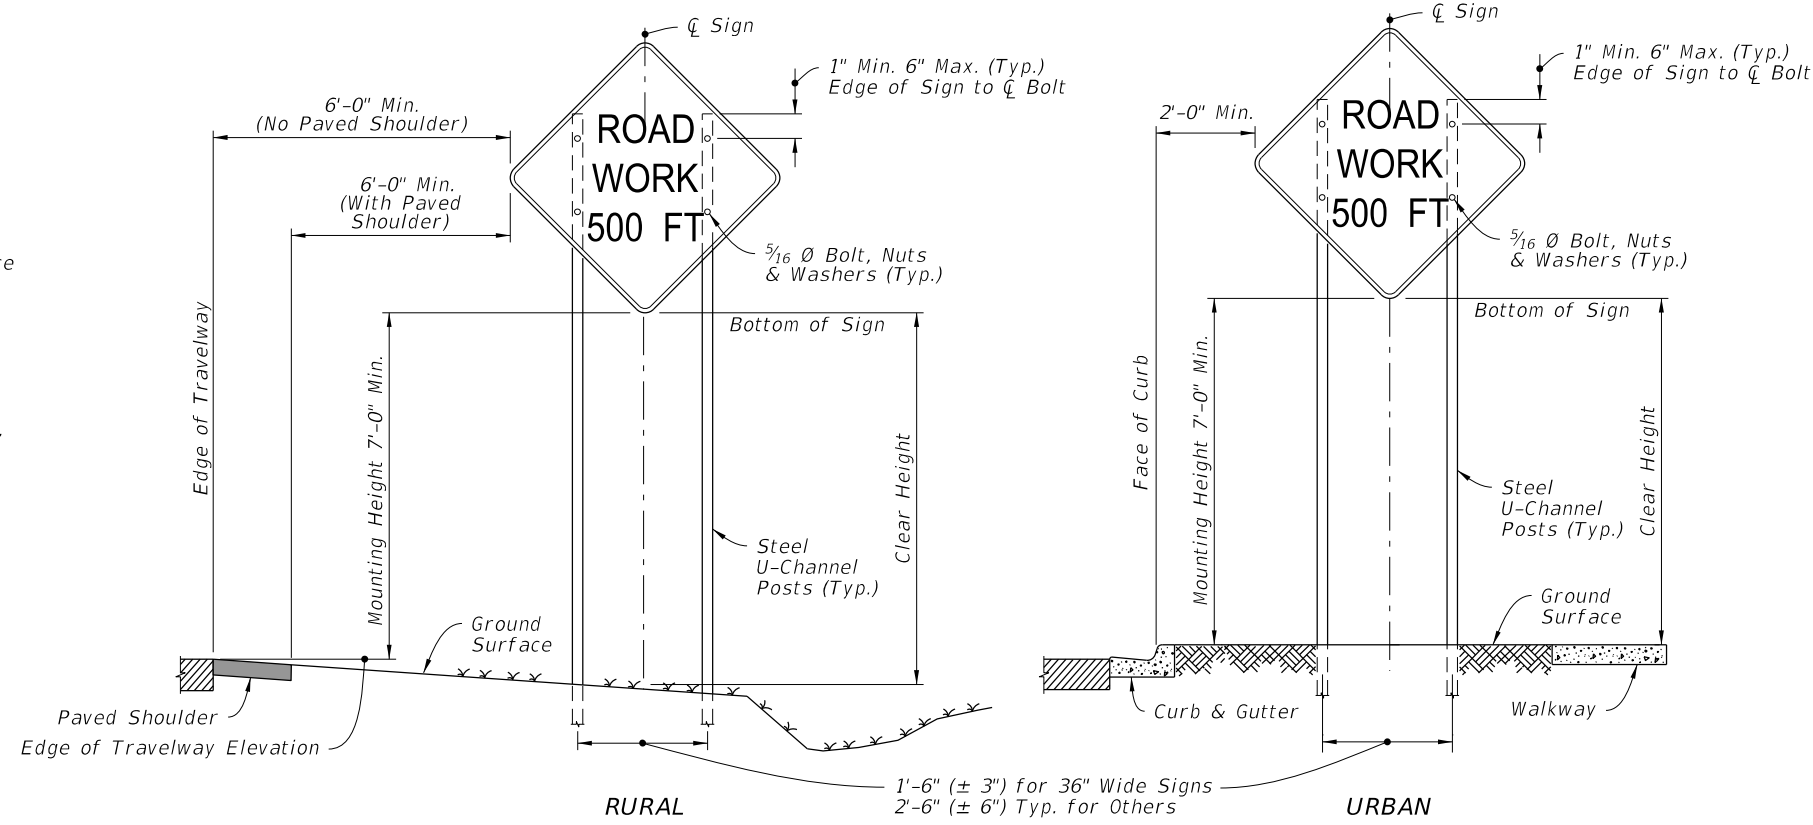 ℄ Sign
1" Min. 6" Max. (Typ.)
Edge of Sign to ℄ Bolt
6'-0" Min.
(No Paved Shoulder)
6'-0" Min.
(With Paved
Shoulder)
ROAD
WORK
500 FT
5/16 Ø Bolt, Nuts
& Washers (Typ.)
Bottom of Sign
Edge of Travelway
Mounting Height 7'-0" Min.
Clear Height
Steel
U-Channel
Posts (Typ.)
Ground
Surface
Paved Shoulder
Edge of Travelway Elevation
RURAL
1'-6" (± 3") for 36" Wide Signs
2'-6" (± 6") Typ. for Others
℄ Sign
1" Min. 6" Max. (Typ.)
Edge of Sign to ℄ Bolt
2'-0" Min.
ROAD
WORK
500 FT
5/16 Ø Bolt, Nuts
& Washers (Typ.)
Bottom of Sign
Face of Curb
Mounting Height 7'-0" Min.
Clear Height
Steel
U-Channel
Posts (Typ.)
Ground
Surface
Curb & Gutter
Walkway
URBAN